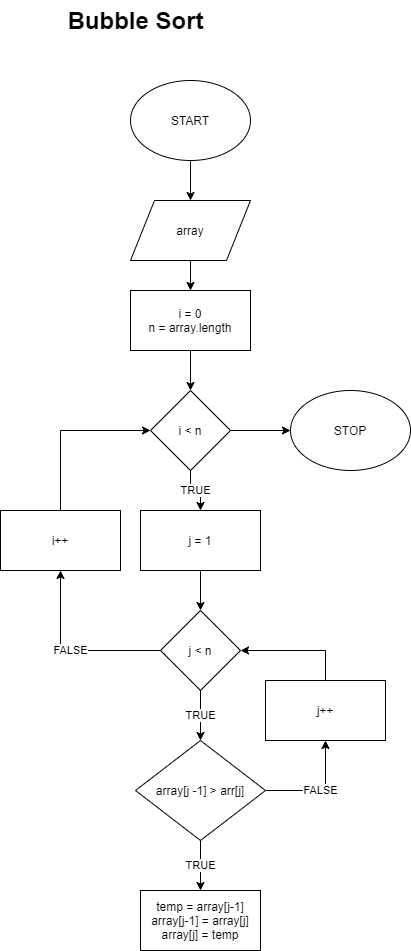 Bubble Sort
START
array
i = 0
n = array.length
i < n
STOP
TRUE
i++
j = 1
j < n
FALSE
j++
TRUE
array[j -1] > arr[j]
FALSE
TRUE
temp = array[j-1]
array[j-1] = array[j]
array[j] = temp